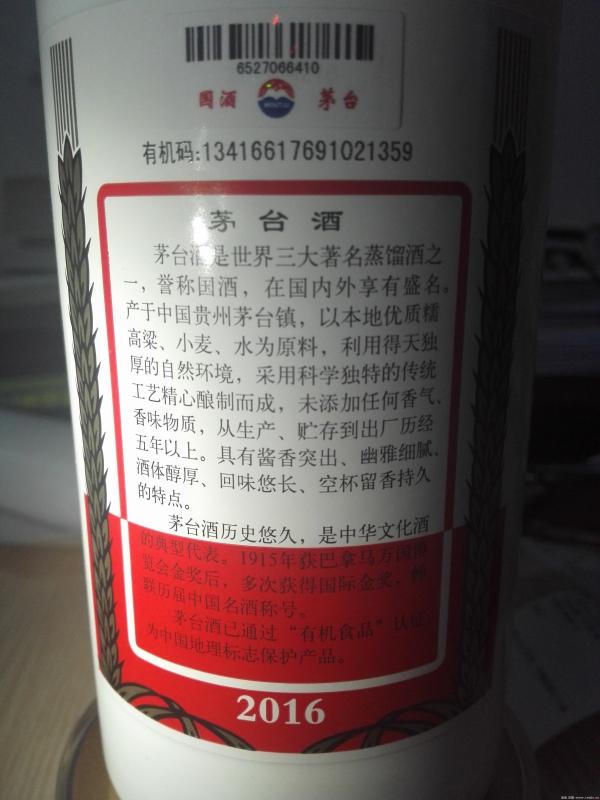 6527066410
国酒
MOUTAI
茅台
有机码:13416617691021359
茅台酒
茅台酒是世界三大著名蒸馏酒之
一，誉称国酒，在国内外享有盛名。
产于中国贵州茅台镇，以本地优质糯
高粱、小麦、水为原料，利用得天独
厚的自然环境，采用科学独特的传统
工艺精心酿制而成，未添加任何香气、
香味物质，从生产、贮存到出厂历经
五年以上。具有酱香突出、幽雅细腻、
酒体醇厚、回味悠长、空杯留香持久
的特点。
茅台酒历史悠久，是中华文化酒
的典型代表。1915年获巴拿马万国博
览会金奖后，多次获得国际金奖，蝉
联历届中国名酒称号。
茅台酒已通过“有机食品”认证，
为中国地理标志保护产品。
2016